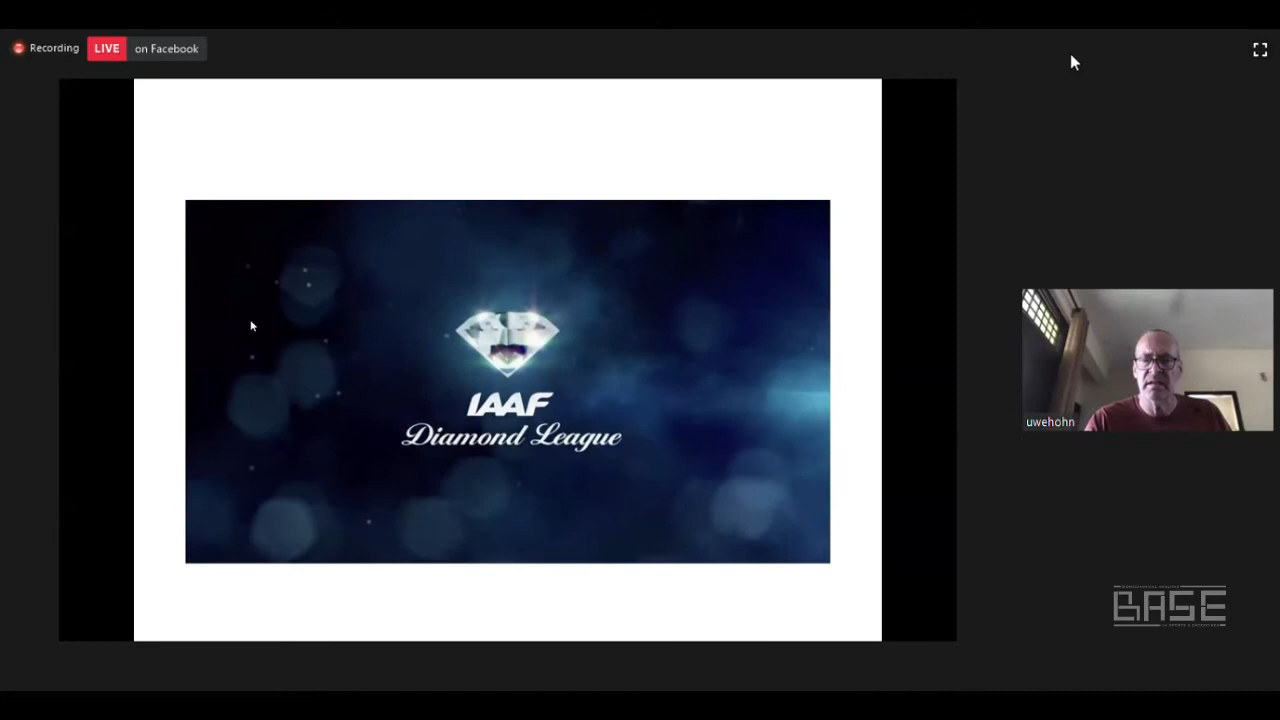 Recording
LIVE on Facebook
IAAF
Diamond League
uwehohn
BASE